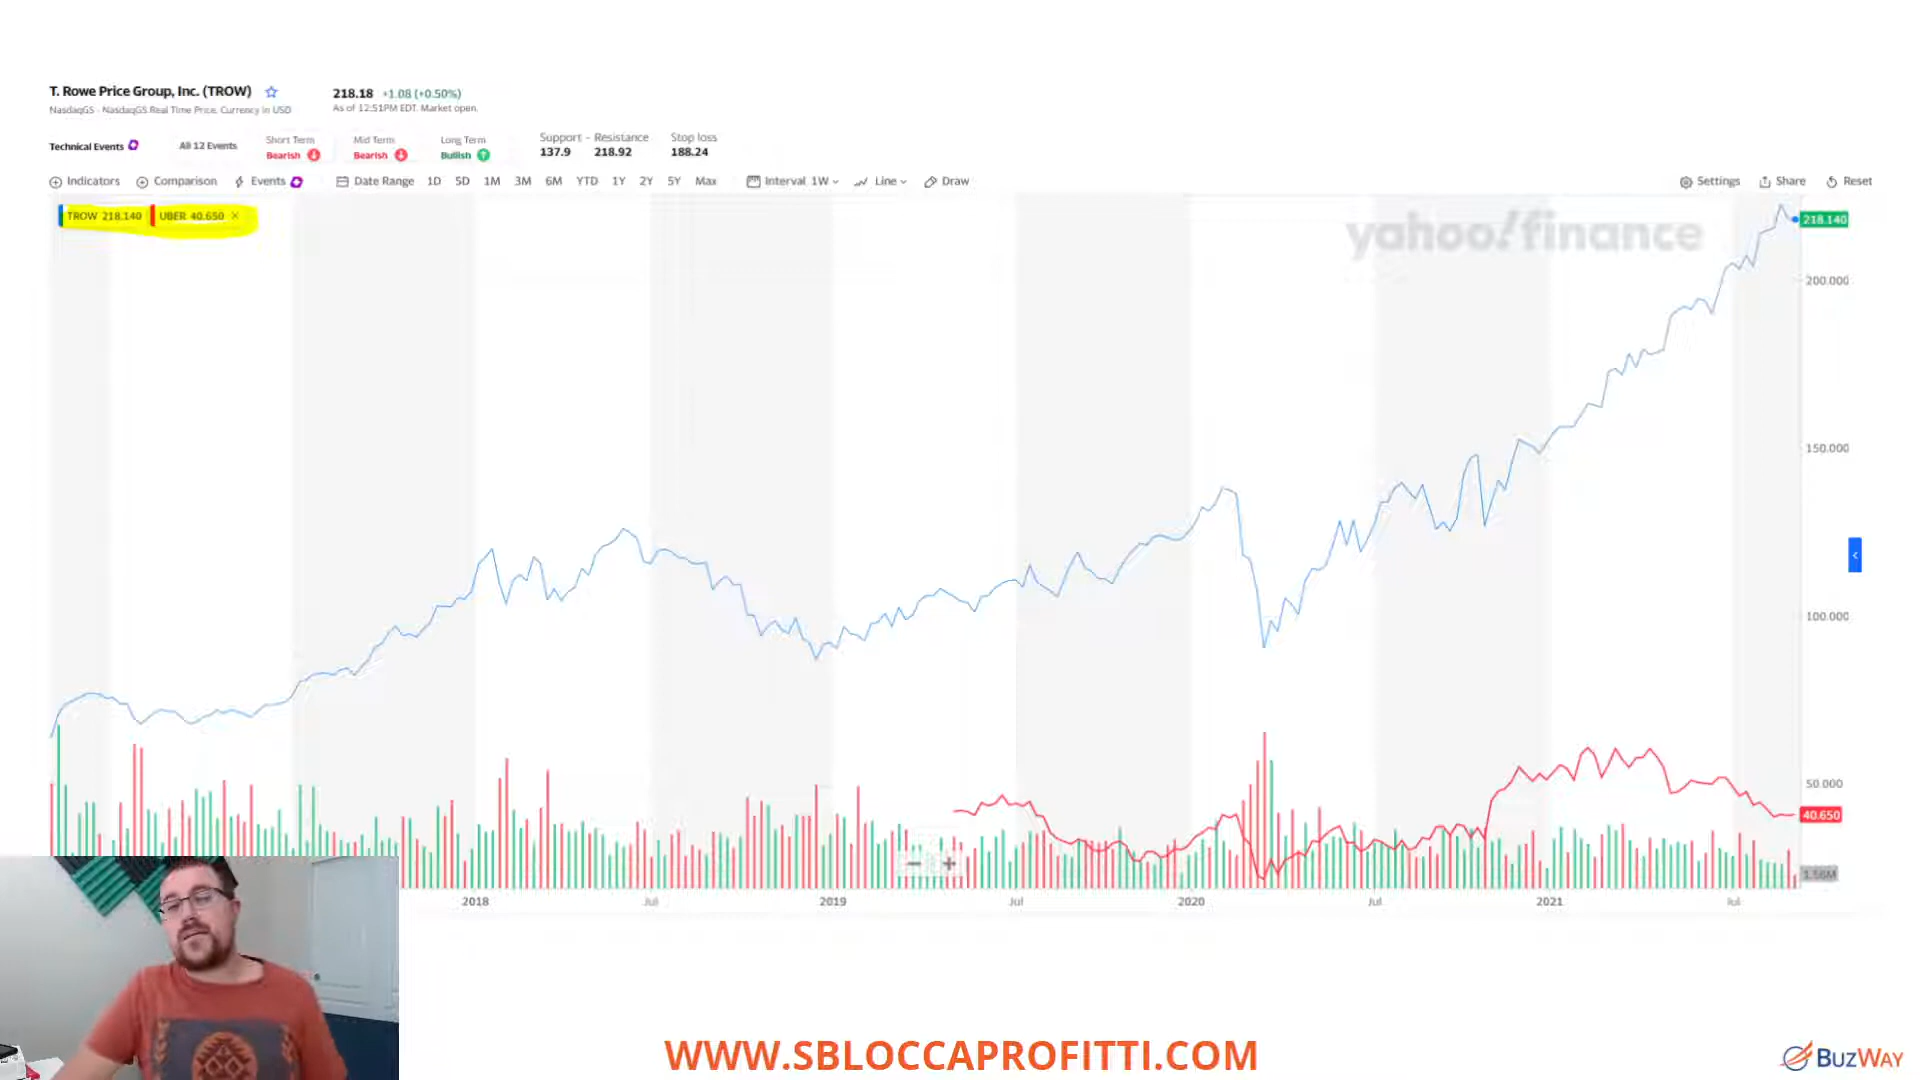 T. Rowe Price Group, Inc. (TROW)
218.18 +1.08 (+0.50%)
NasdaqGS - NasdaqGS Real Time Price. Currency in USD
As of 12:51PM EDT. Market open.
Technical Events
All 12 Events
Short Term
Bearish
Mid Term
Bearish
Long Term
Bullish
Support - Resistance
137.9 218.92
Stop loss
188.24
Indicators Comparison Events Date Range 1D 5D 1M 3M 6M YTD 1Y 2Y 5Y Max Interval 1W Line Draw Settings Share Reset
TROW 218.140 UBER 40.650 ×
yahoo!finance
218.140
200.000
150.000
100.000
50.000
40.650
1.56M
2018 Jul 2019 Jul 2020 Jul 2021 Jul
WWW.SBLOCCAPROFITTI.COM
BUZWAY